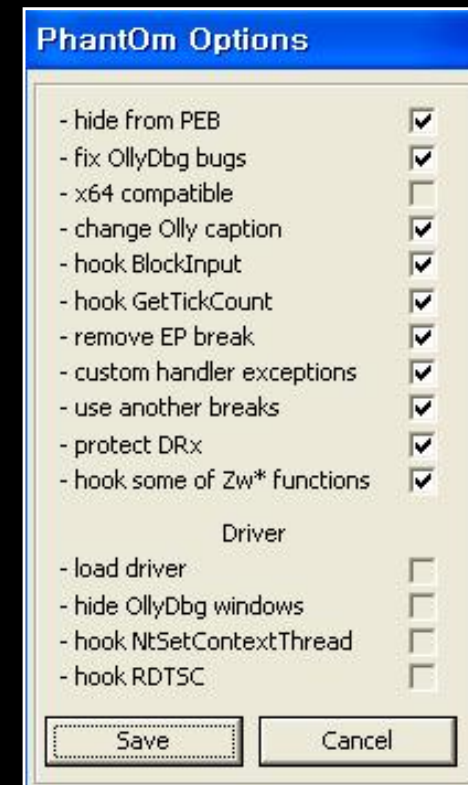 PhantOm Options
- hide from PEB
- fix OllyDbg bugs
- x64 compatible
- change Olly caption
- hook BlockInput
- hook GetTickCount
- remove EP break
- custom handler exceptions
- use another breaks
- protect DRx
- hook some of Zw* functions
Driver
- load driver
- hide OllyDbg windows
- hook NtSetContextThread
- hook RDTSC
Save Cancel